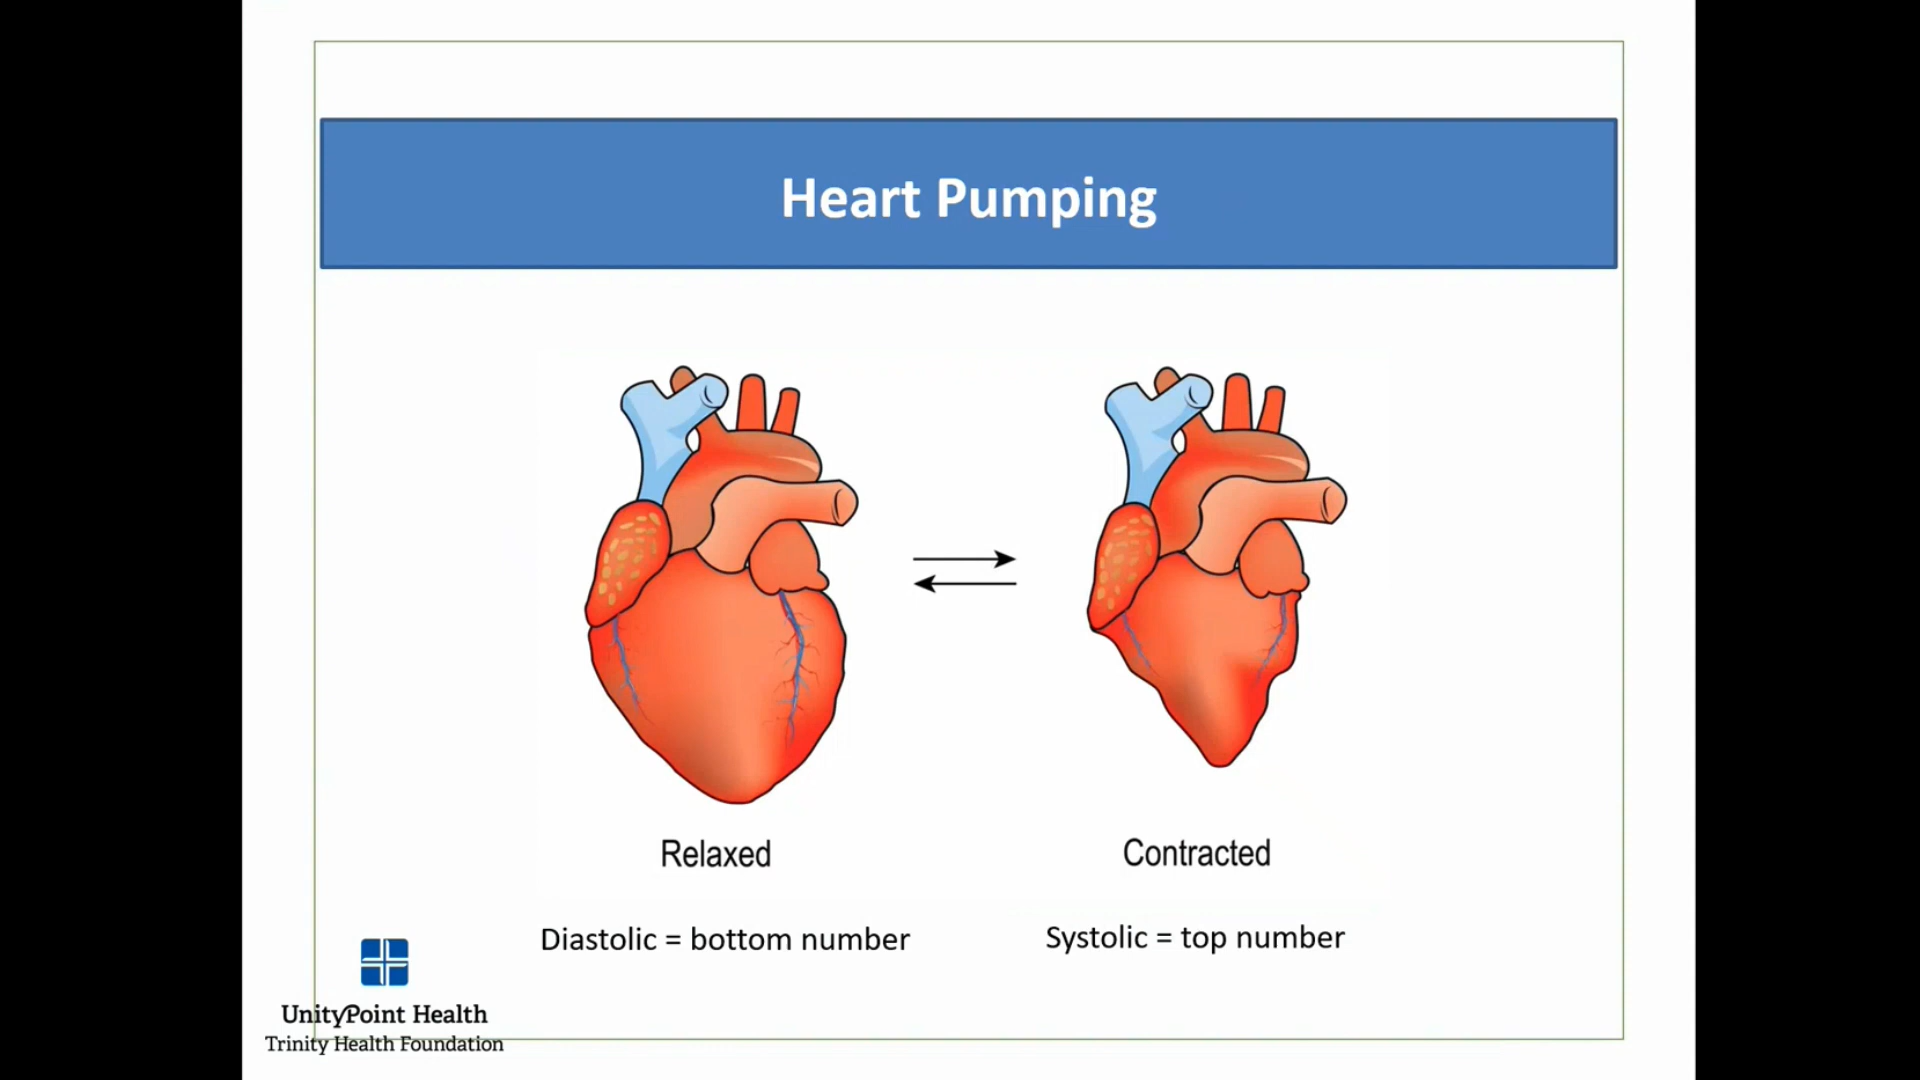 Heart Pumping
Relaxed
Contracted
Diastolic = bottom number
Systolic = top number
UnityPoint Health
Trinity Health Foundation